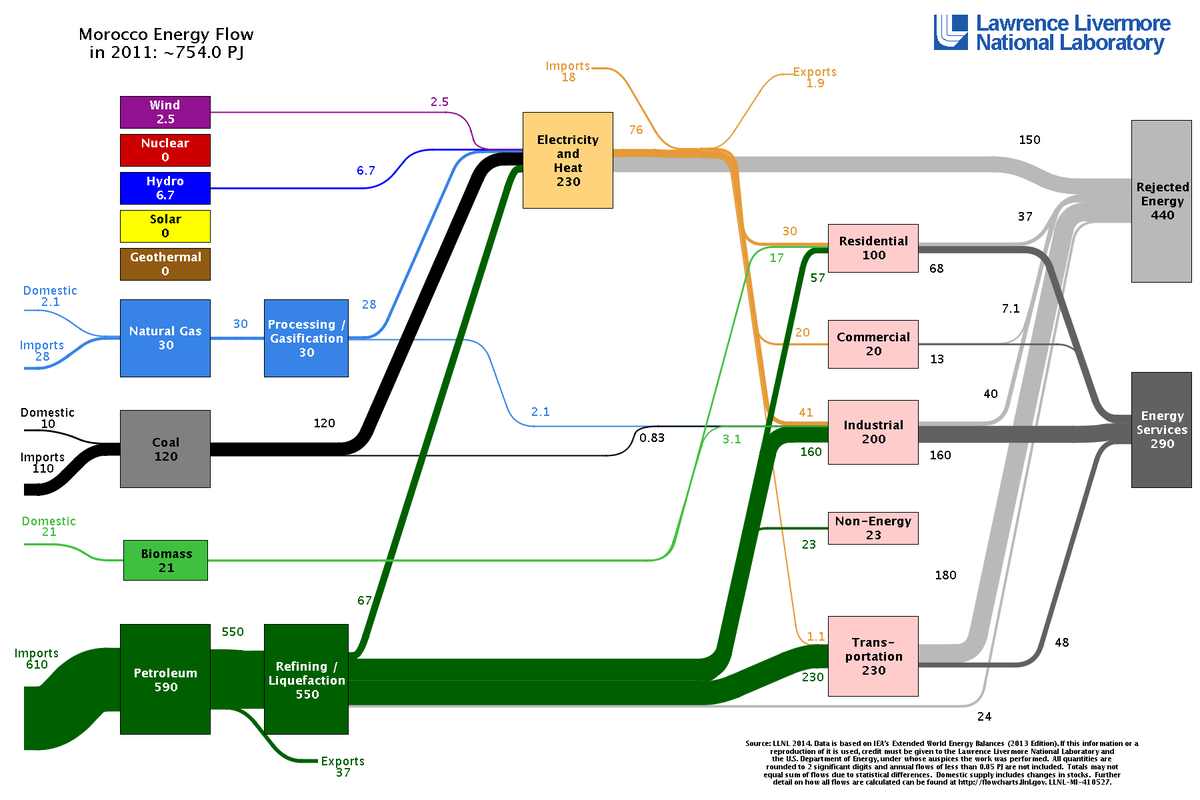 Morocco Energy Flow
in 2011: ~754.0 PJ
Lawrence Livermore
National Laboratory
Imports
18
Exports
1.9
Wind
2.5
2.5
Nuclear
0
Hydro
6.7
6.7
Solar
0
Geothermal
0
Electricity
and
Heat
230
76
150
Rejected
Energy
440
Domestic
2.1
Imports
28
Natural Gas
30
30
Processing /
Gasification
30
28
2.1
30
17
57
Residential
100
37
68
20
Commercial
20
7.1
13
Domestic
10
Imports
110
Coal
120
120
0.83
3.1
41
160
Industrial
200
40
160
Energy
Services
290
Domestic
21
Biomass
21
23
Non-Energy
23
Imports
610
Petroleum
590
550
Refining /
Liquefaction
550
67
Exports
37
1.1
230
Trans-
portation
230
180
48
24
Source: LLNL 2014. Data is based on IEA's Extended World Energy Balances (2013 Edition). If this information or a
reproduction of it is used, credit must be given to the Lawrence Livermore National Laboratory and
the U.S. Department of Energy, under whose auspices the work was performed. All quantities are
rounded to 2 significant digits and annual flows of less than 0.05 PJ are not included. Totals may not
equal sum of flows due to statistical differences. Domestic supply includes changes in stocks. Further
detail on how all flows are calculated can be found at http://flowcharts.llnl.gov. LLNL-MI-410527.